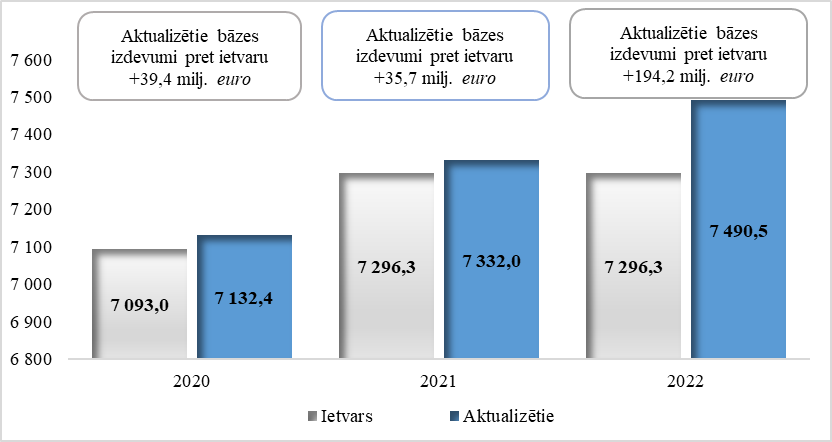 Aktualizētie bāzes
izdevumi pret ietvaru
+39,4 milj. euro
Aktualizētie bāzes
izdevumi pret ietvaru
+35,7 milj. euro
Aktualizētie bāzes
izdevumi pret ietvaru
+194,2 milj. euro
7 600
7 500
7 400
7 300
7 200
7 100
7 000
6 900
6 800
7 093,0
7 132,4
7 296,3
7 332,0
7 296,3
7 490,5
2020
2021
2022
Ietvars
Aktualizētie